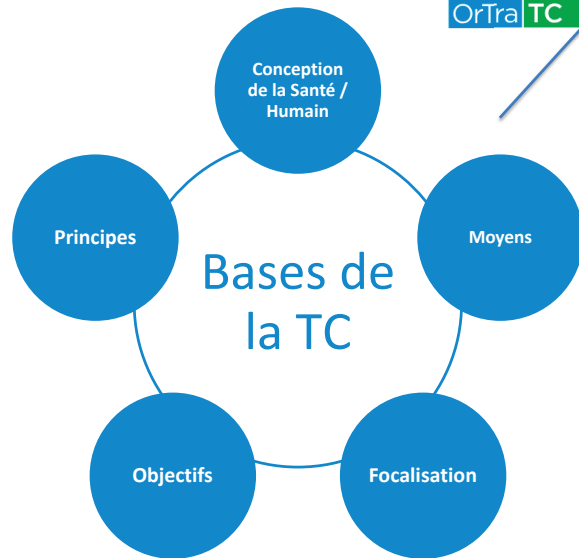 OrTra TC
Conception
de la Santé /
Humain
Principes
Moyens
Bases de
la TC
Objectifs
Focalisation